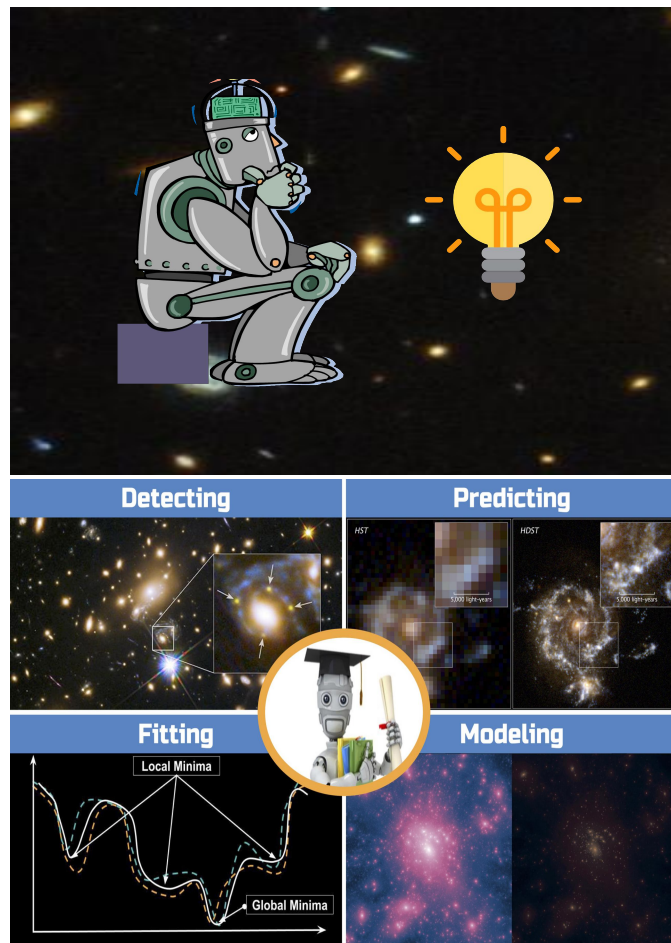 Detecting
Predicting
HST
5,000 light-years
HDST
5,000 light-years
Fitting
Modeling
Local Minima
Global Minima